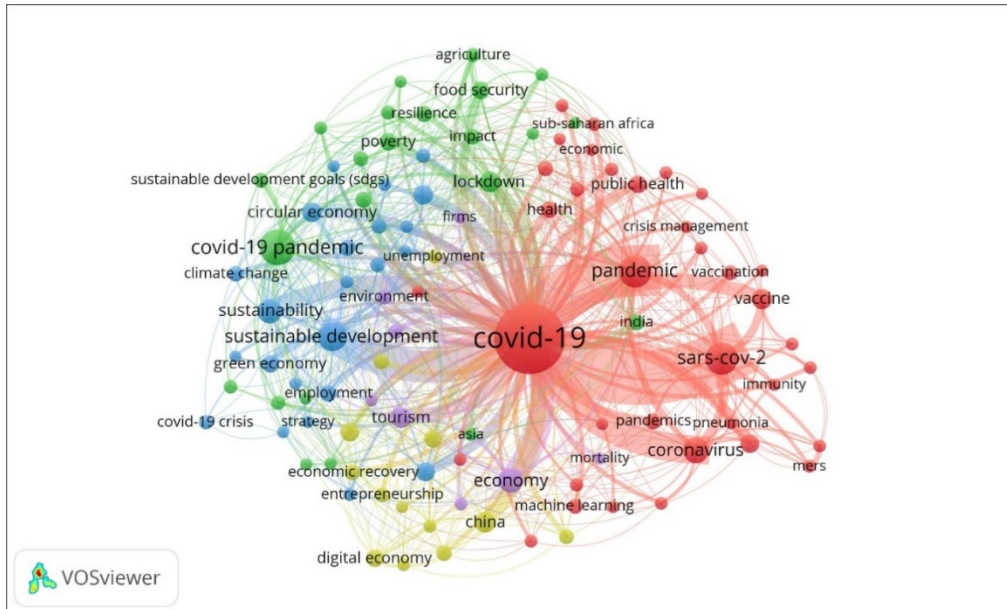 agriculture
food security
resilience
sub-saharan africa
impact
poverty
economic
sustainable development goals (sdgs)
lockdown
public health
circular economy
health
firms
crisis management
covid-19 pandemic
unemployment
climate change
pandemic
vaccination
environment
vaccine
sustainability
india
sustainable development
covid-19
sars-cov-2
green economy
employment
immunity
covid-19 crisis
strategy
tourism
pandemics
pneumonia
asia
coronavirus
mortality
mers
economic recovery
economy
entrepreneurship
machine learning
china
digital economy
VOSviewer